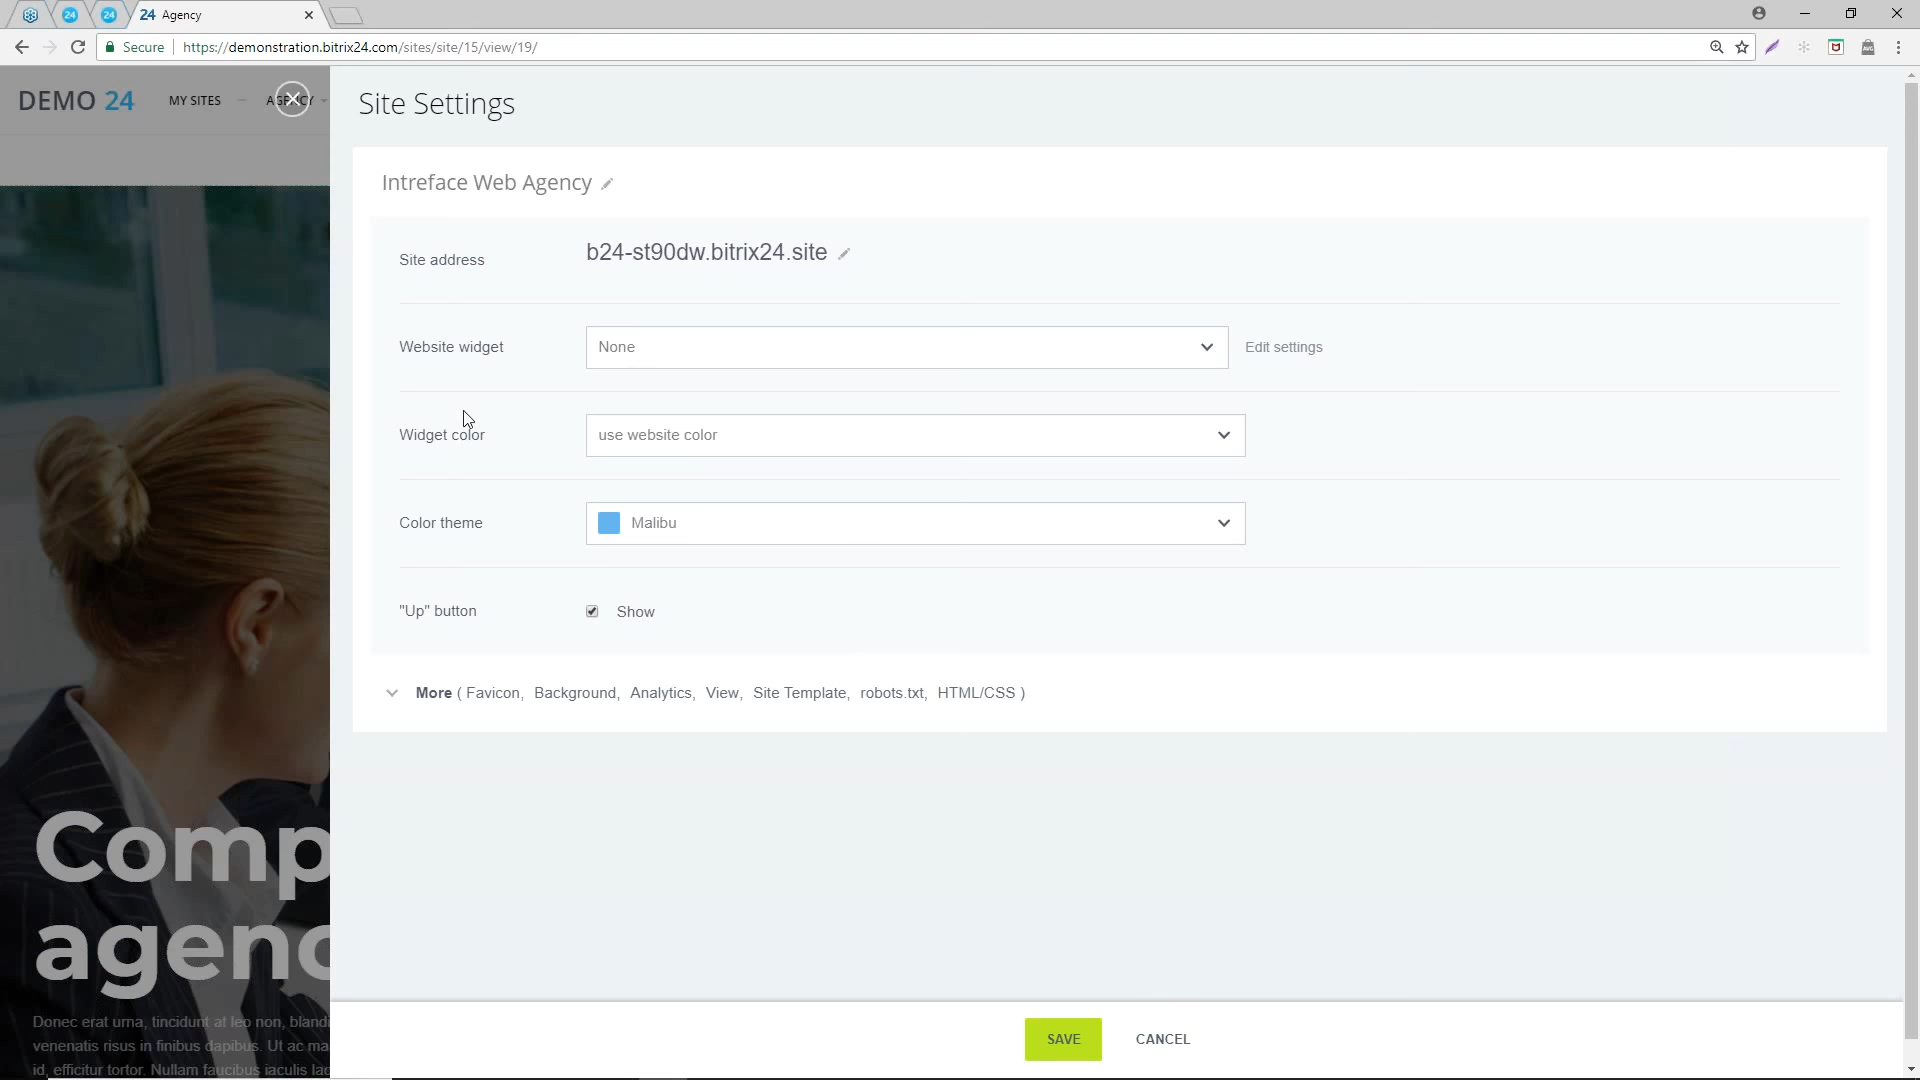 24 Agency
Secure https://demonstration.bitrix24.com/sites/site/15/view/19/
DEMO 24 MY SITES AGENCY
Site Settings
Intreface Web Agency
Site address b24-st90dw.bitrix24.site
Website widget None Edit settings
Widget color use website color
Color theme Malibu
"Up" button Show
More ( Favicon, Background, Analytics, View, Site Template, robots.txt, HTML/CSS )
Comp
agenc
Donec erat urna, tincidunt at leo non, blandi
venenatis risus in finibus dapibus. Ut ac ma
id, efficitur tortor. Nullam faucibus iaculis lac
SAVE CANCEL